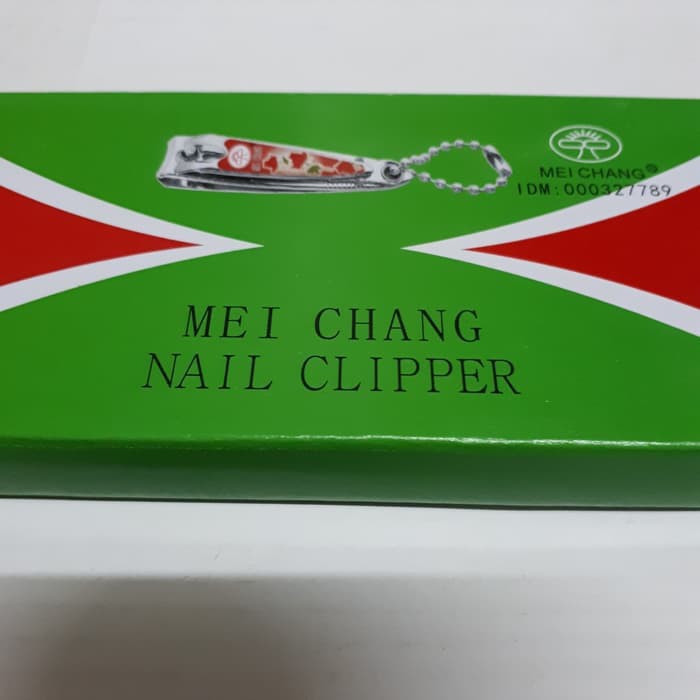 MEI CHANG®
IDM:000327789
MEI CHANG
NAIL CLIPPER